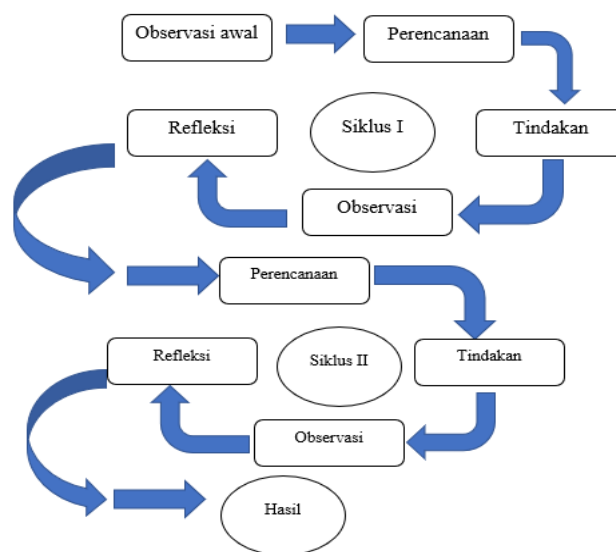 Observasi awal
Perencanaan
Refleksi
Siklus I
Tindakan
Observasi
Perencanaan
Refleksi
Siklus II
Tindakan
Observasi
Hasil